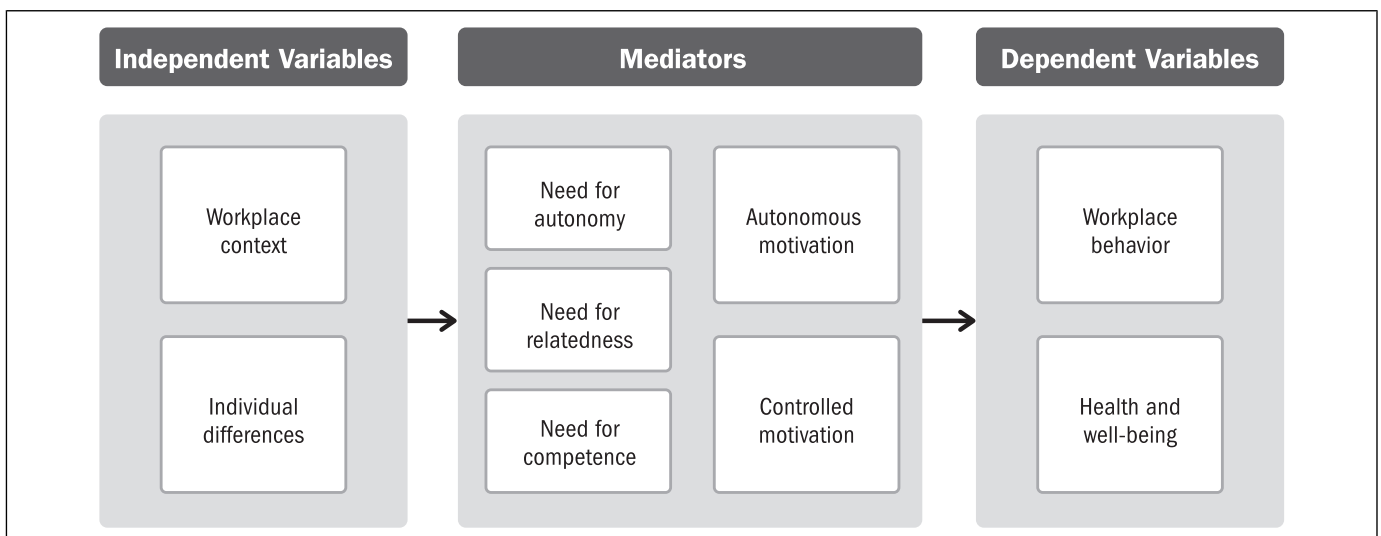 Independent Variables
Workplace
context
Individual
differences
Mediators
Need for
autonomy
Need for
relatedness
Need for
competence
Autonomous
motivation
Controlled
motivation
Dependent Variables
Workplace
behavior
Health and
well-being